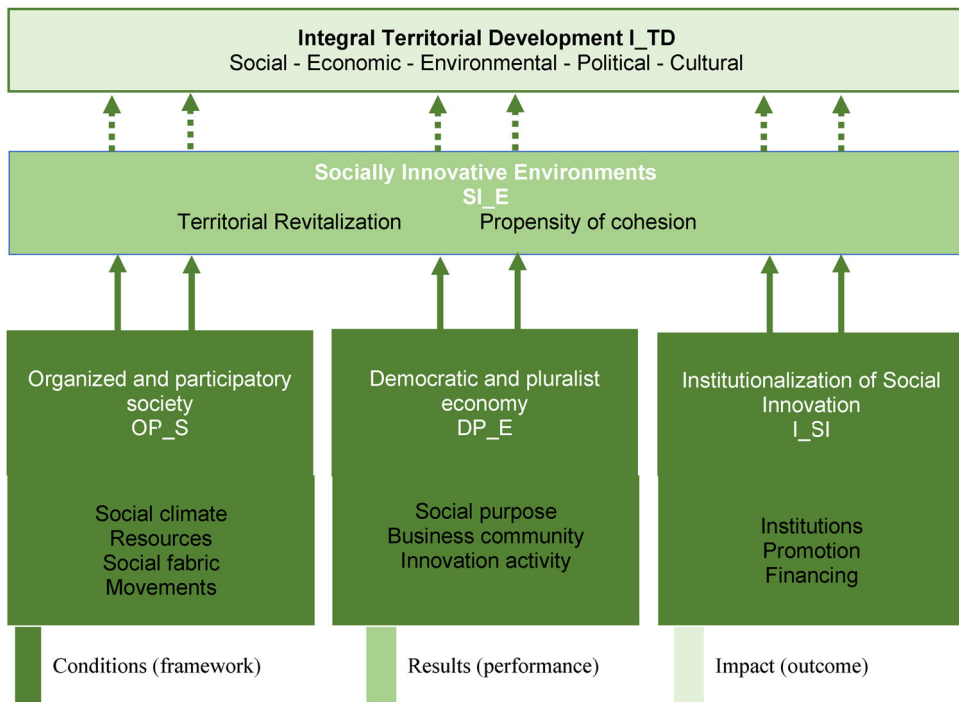 Integral Territorial Development I_TD
Social - Economic - Environmental - Political - Cultural
Socially Innovative Environments
SI_E
Territorial Revitalization Propensity of cohesion
Organized and participatory
society
OP_S
Social climate
Resources
Social fabric
Movements
Democratic and pluralist
economy
DP_E
Social purpose
Business community
Innovation activity
Institutionalization of Social
Innovation
I_SI
Institutions
Promotion
Financing
Conditions (framework)
Results (performance)
Impact (outcome)